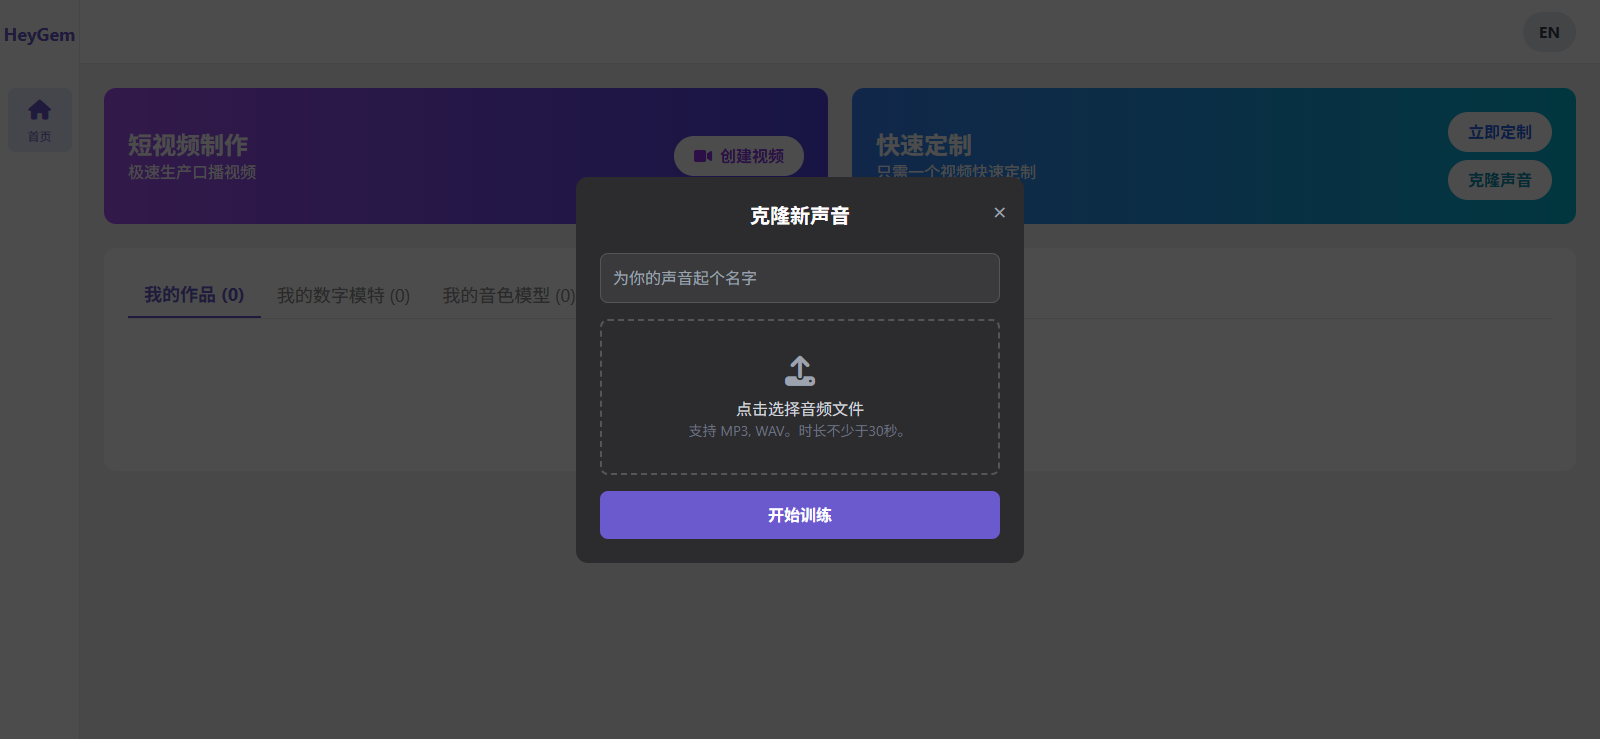 HeyGem
EN
首页
短视频制作
极速生产口播视频
创建视频
快速定制
只需一个视频快速定制
立即定制
克隆声音
我的作品 (0)
我的数字模特 (0)
我的音色模型 (0)
克隆新声音
×
为你的声音起个名字
点击选择音频文件
支持 MP3, WAV。时长不少于30秒。
开始训练